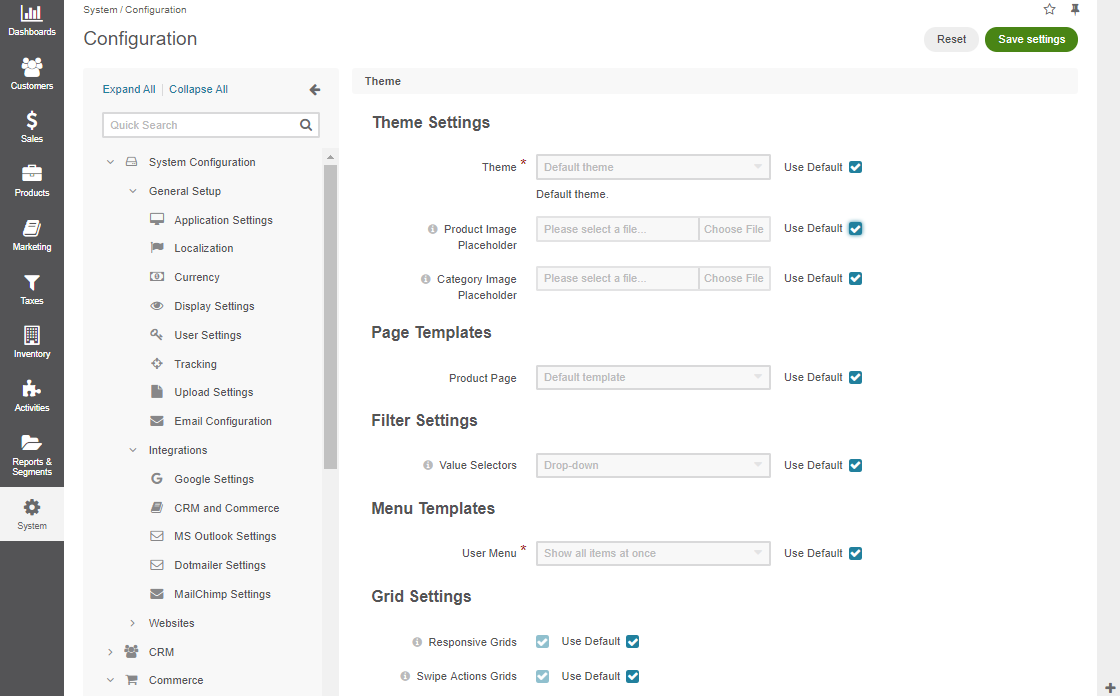 Dashboards
Customers
Sales
Products
Marketing
Taxes
Inventory
Activities
Reports &
Segments
System
System / Configuration
Configuration
Reset
Save settings
Expand All
Collapse All
Quick Search
System Configuration
General Setup
Application Settings
Localization
Currency
Display Settings
User Settings
Tracking
Upload Settings
Email Configuration
Integrations
Google Settings
CRM and Commerce
MS Outlook Settings
Dotmailer Settings
MailChimp Settings
Websites
CRM
Commerce
Theme
Theme Settings
Theme * Default theme Use Default
Default theme.
Product Image Please select a file... Choose File Use Default
Placeholder
Category Image Please select a file... Choose File Use Default
Placeholder
Page Templates
Product Page Default template Use Default
Filter Settings
Value Selectors Drop-down Use Default
Menu Templates
User Menu * Show all items at once Use Default
Grid Settings
Responsive Grids Use Default
Swipe Actions Grids Use Default